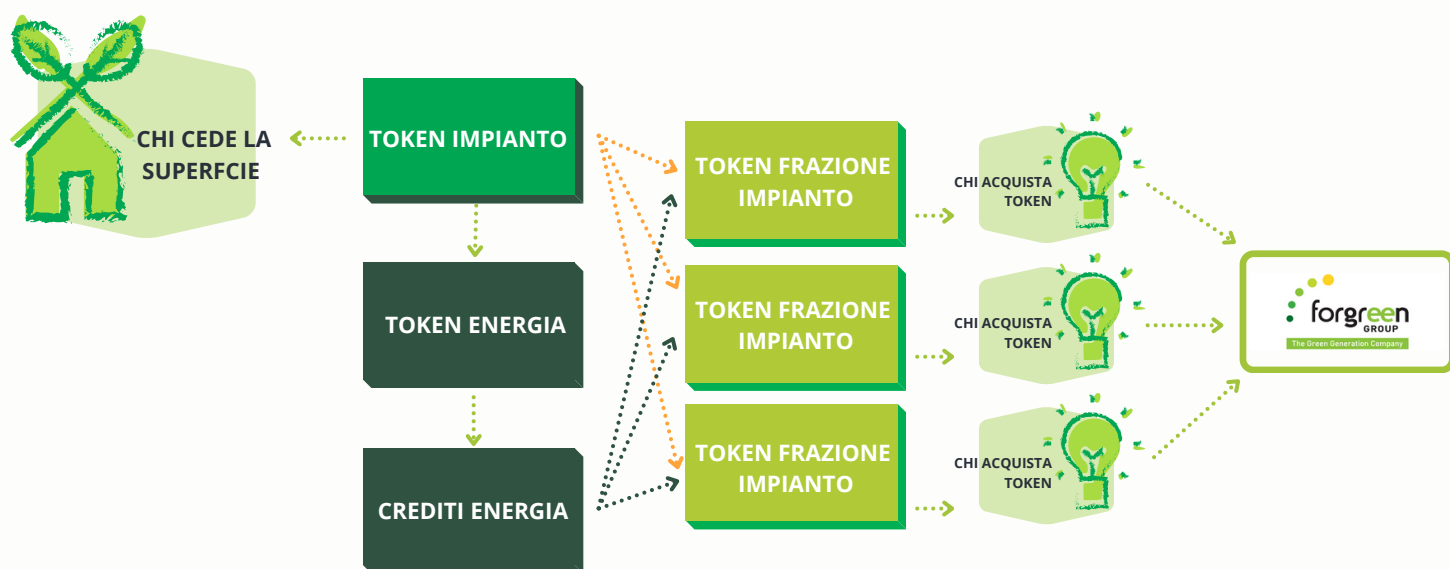 CHI CEDE LA
SUPERFCIE
TOKEN IMPIANTO
TOKEN ENERGIA
CREDITI ENERGIA
TOKEN FRAZIONE
IMPIANTO
CHI ACQUISTA
TOKEN
TOKEN FRAZIONE
IMPIANTO
CHI ACQUISTA
TOKEN
TOKEN FRAZIONE
IMPIANTO
CHI ACQUISTA
TOKEN
forgreen
GROUP
The Green Generation Company